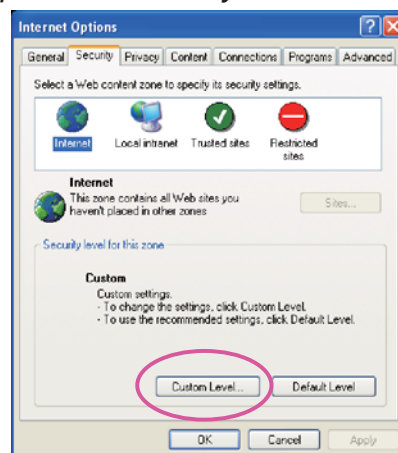 Internet Options
General Security Privacy Content Connections Programs Advanced
Select a Web content zone to specify its security settings.
Internet Local intranet Trusted sites Restricted
sites
Internet
This zone contains all Web sites you
haven't placed in other zones
Sites...
Security level for this zone
Custom
Custom settings.
- To change the settings, click Custom Level.
- To use the recommended settings, click Default Level.
Custom Level... Default Level
OK Cancel Apply